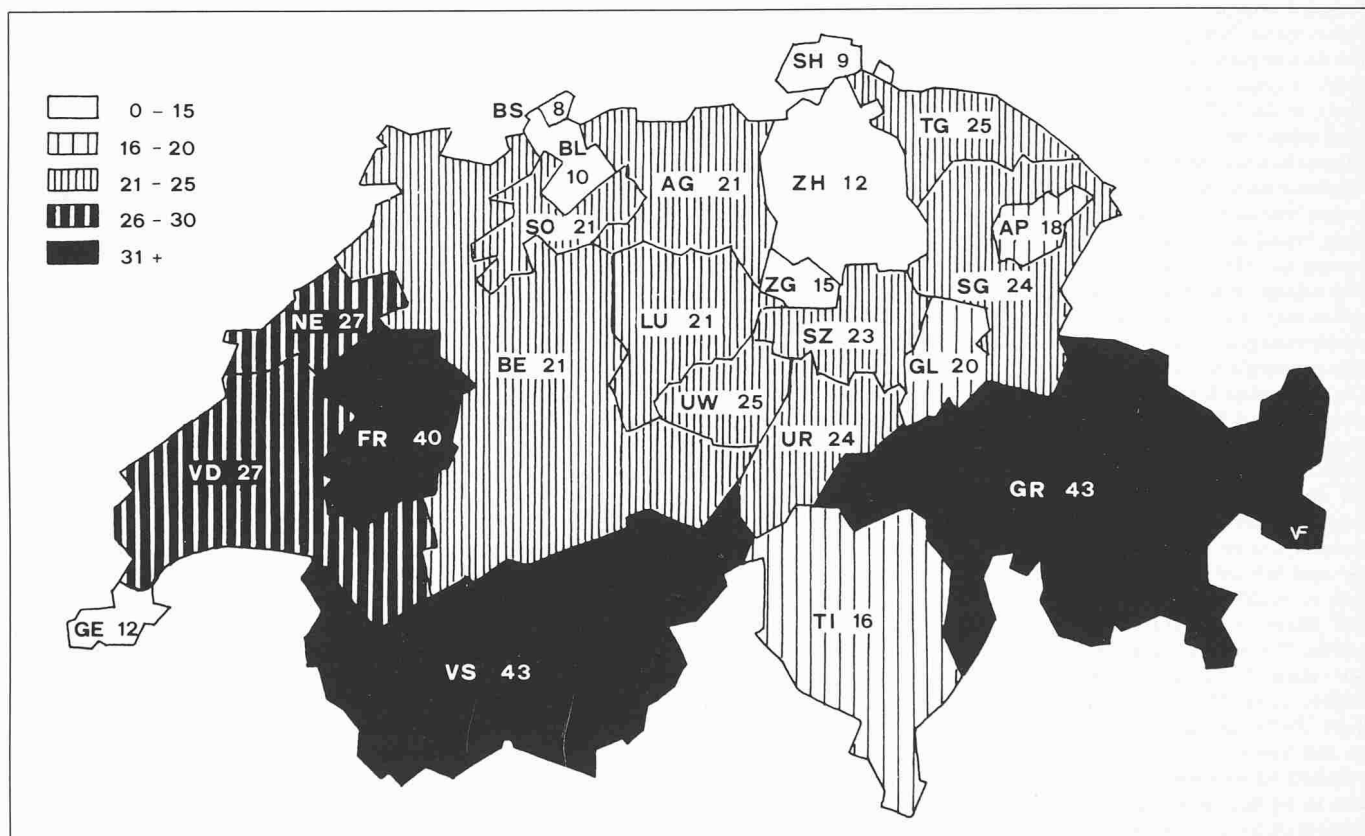 0 – 15
16 – 20
21 – 25
26 – 30
31 +
SH 9
BS 8
TG 25
BL 10
AG 21
ZH 12
SO 21
AP 18
ZG 15
SG 24
NE 27
LU 21
SZ 23
BE 21
GL 20
UW 25
FR 40
UR 24
VD 27
GR 43
VF
GE 12
TI 16
VS 43